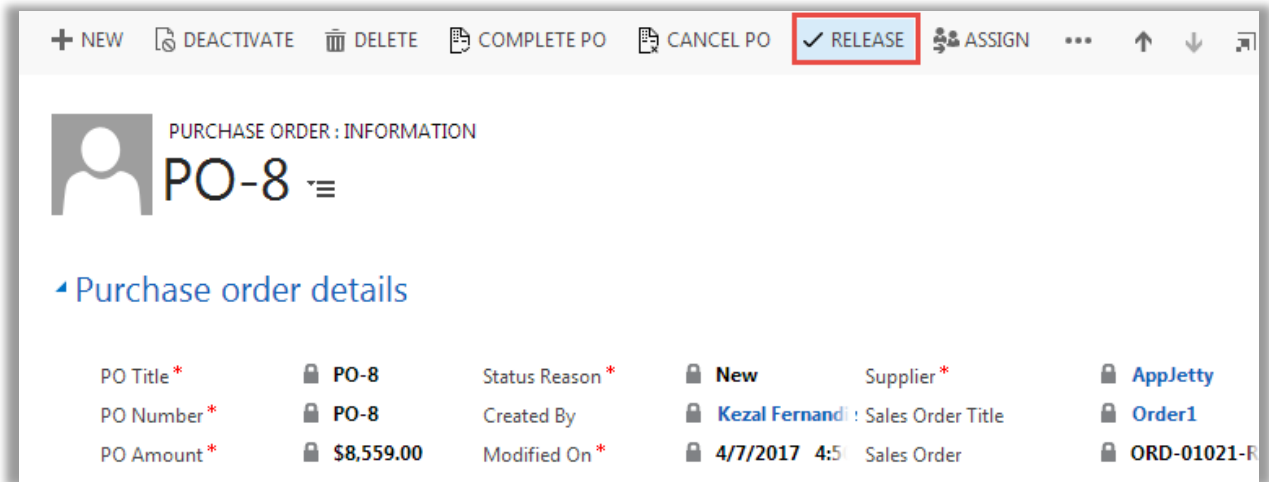 NEW DEACTIVATE DELETE COMPLETE PO CANCEL PO RELEASE ASSIGN •••
PURCHASE ORDER : INFORMATION
PO-8
Purchase order details
PO Title* PO-8 Status Reason* New Supplier* AppJetty
PO Number* PO-8 Created By Kezal Sales Order Title Order1
PO Amount* $8,559.00 Modified On* 4/7/2017 Sales Order